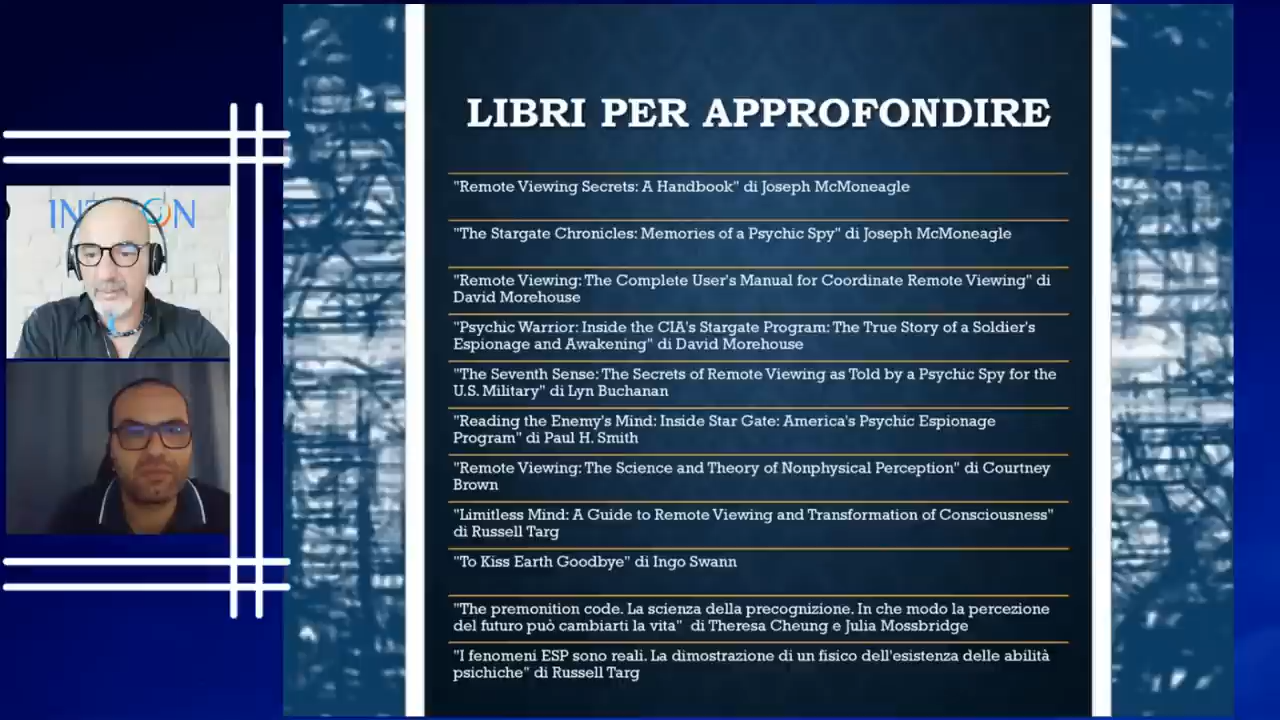 LIBRI PER APPROFONDIRE
"Remote Viewing Secrets: A Handbook" di Joseph McMoneagle
"The Stargate Chronicles: Memories of a Psychic Spy" di Joseph McMoneagle
"Remote Viewing: The Complete User's Manual for Coordinate Remote Viewing" di
David Morehouse
"Psychic Warrior: Inside the CIA's Stargate Program: The True Story of a Soldier's
Espionage and Awakening" di David Morehouse
"The Seventh Sense: The Secrets of Remote Viewing as Told by a Psychic Spy for the
U.S. Military" di Lyn Buchanan
"Reading the Enemy's Mind: Inside Star Gate: America's Psychic Espionage
Program" di Paul H. Smith
"Remote Viewing: The Science and Theory of Nonphysical Perception" di Courtney
Brown
"Limitless Mind: A Guide to Remote Viewing and Transformation of Consciousness"
di Russell Targ
"To Kiss Earth Goodbye" di Ingo Swann
"The premonition code. La scienza della precognizione. In che modo la percezione
del futuro può cambiarti la vita" di Theresa Cheung e Julia Mossbridge
"I fenomeni ESP sono reali. La dimostrazione di un fisico dell'esistenza delle abilità
psichiche" di Russell Targ